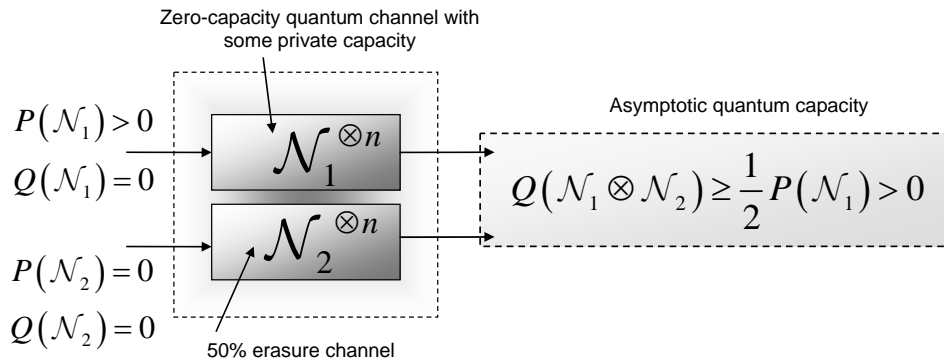 Zero-capacity quantum channel with
some private capacity
P(𝒩₁) > 0
Q(𝒩₁) = 0
𝒩₁^⊗n
Asymptotic quantum capacity
Q(𝒩₁ ⊗ 𝒩₂) ≥ 1/2 P(𝒩₁) > 0
𝒩₂^⊗n
P(𝒩₂) = 0
Q(𝒩₂) = 0
50% erasure channel